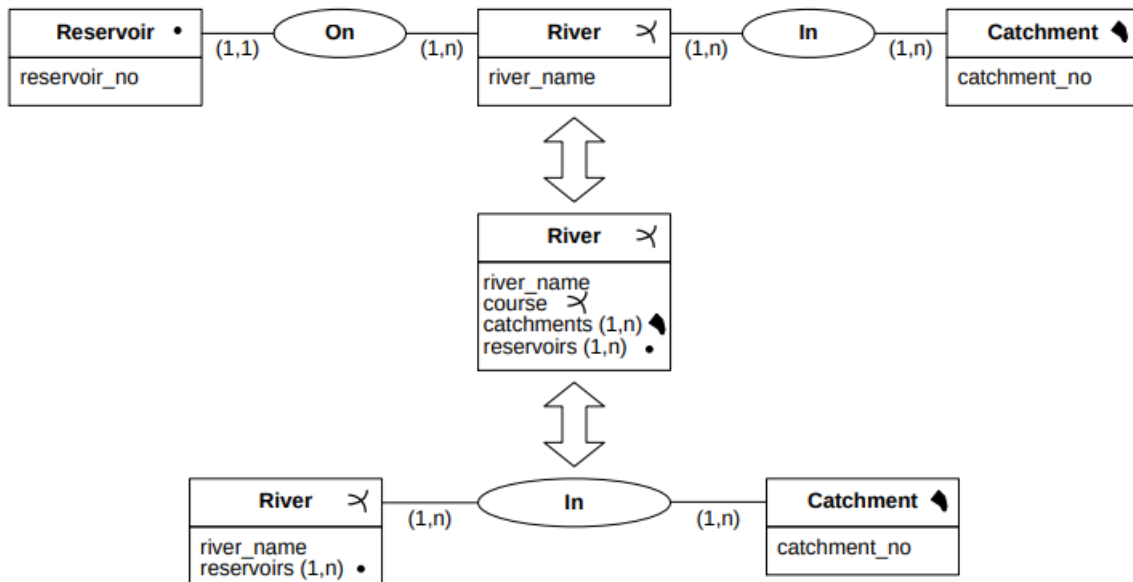 Reservoir
reservoir_no
(1,1)
On
(1,n)
River
river_name
(1,n)
In
(1,n)
Catchment
catchment_no
River
river_name
course
catchments (1,n)
reservoirs (1,n)
River
river_name
reservoirs (1,n)
(1,n)
In
(1,n)
Catchment
catchment_no